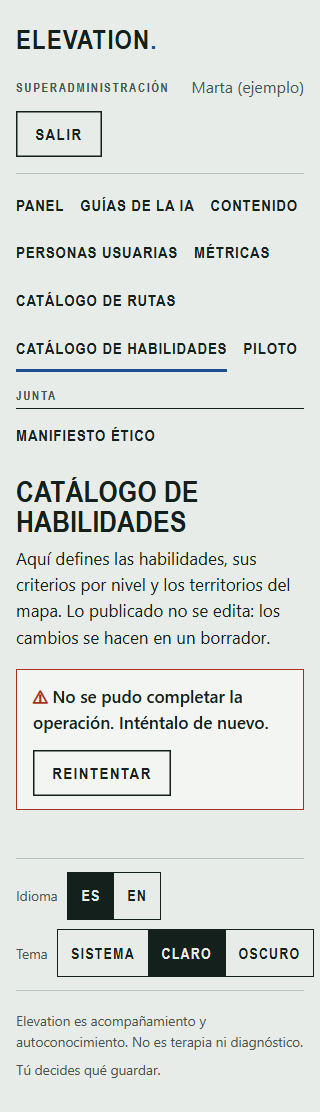 ELEVATION.
SUPERADMINISTRACIÓN Marta (ejemplo)
SALIR
PANEL GUÍAS DE LA IA CONTENIDO
PERSONAS USUARIAS MÉTRICAS
CATÁLOGO DE RUTAS
CATÁLOGO DE HABILIDADES PILOTO
JUNTA
MANIFIESTO ÉTICO
CATÁLOGO DE
HABILIDADES
Aquí defines las habilidades, sus
criterios por nivel y los territorios del
mapa. Lo publicado no se edita: los
cambios se hacen en un borrador.
No se pudo completar la
operación. Inténtalo de nuevo.
REINTENTAR
Idioma ES EN
Tema SISTEMA CLARO OSCURO
Elevation es acompañamiento y
autoconocimiento. No es terapia ni diagnóstico.
Tú decides qué guardar.